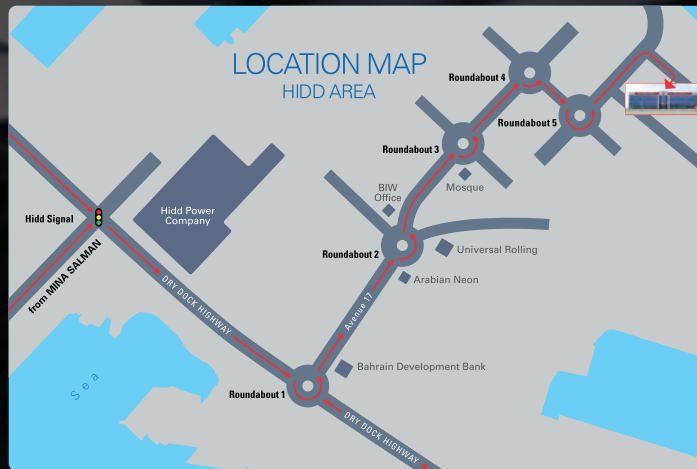 LOCATION MAP
HIDD AREA
Roundabout 4
Roundabout 5
Roundabout 3
Mosque
BIW
Office
Hidd Power
Company
Hidd Signal
from MINA SALMAN
Roundabout 2
Universal Rolling
Arabian Neon
DRY DOCK HIGHWAY
Avenue 17
Bahrain Development Bank
Sea
Roundabout 1
DRY DOCK HIGHWAY